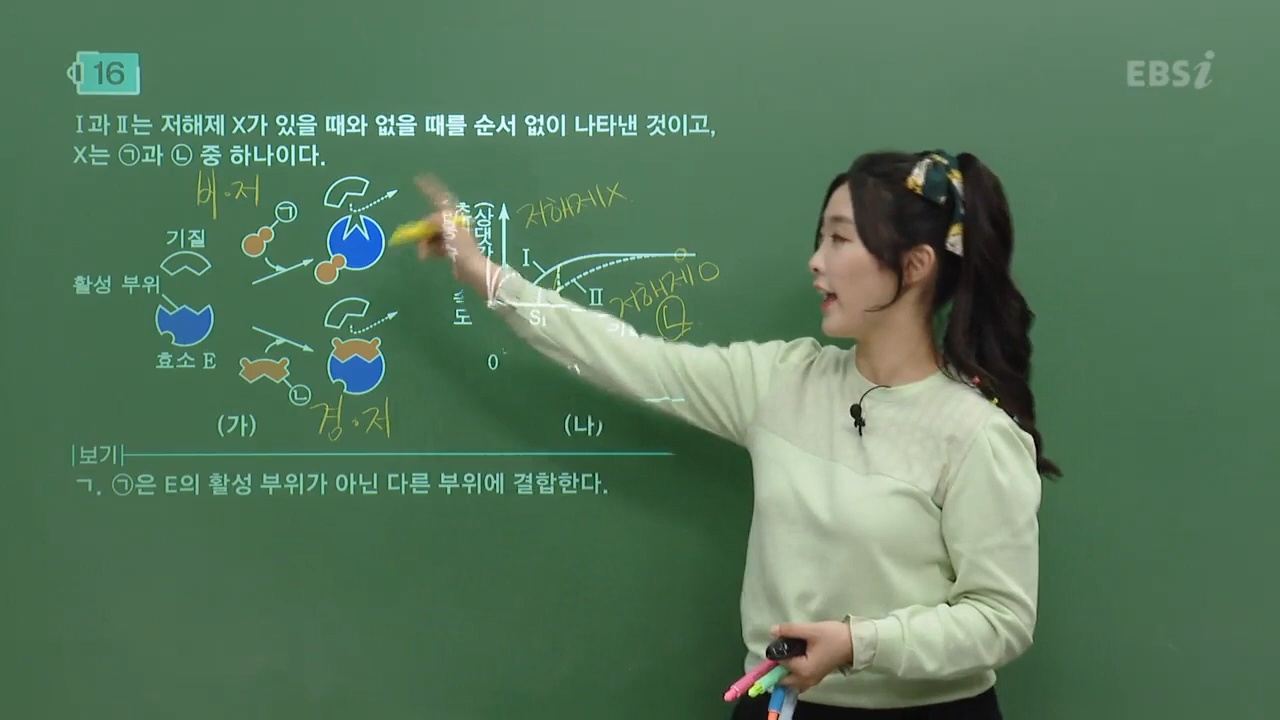 16
EBSi
Ⅰ과 Ⅱ는 저해제 X가 있을 때와 없을 때를 순서 없이 나타낸 것이고,
X는 ㉠과 ㉡ 중 하나이다.
비·저
㉠
기질
활성 부위
효소 E
㉡
경·저
(가)
저해제X
Ⅰ
Ⅱ
저해제O
㉡
S₁
도
0
(나)
보기
ㄱ. ㉠은 E의 활성 부위가 아닌 다른 부위에 결합한다.